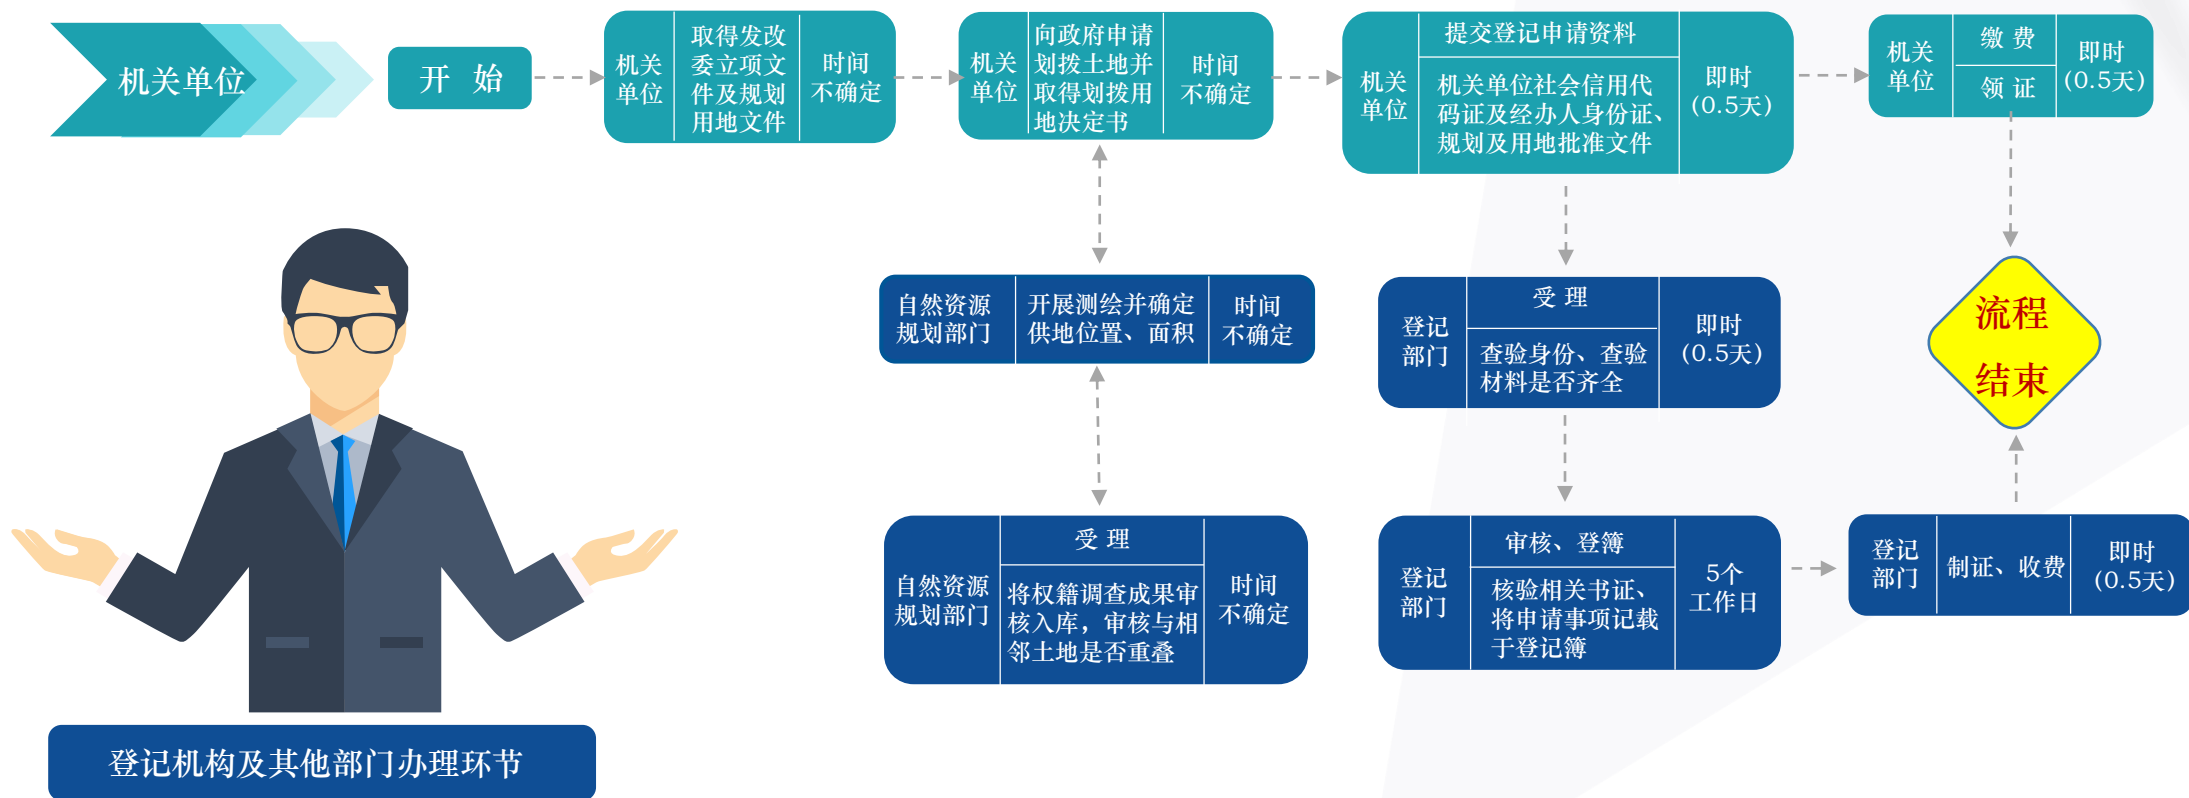 机关单位
开 始
机关
单位
取得发改
委立项文
件及规划
用地文件
时间
不确定
机关
单位
向政府申请
划拨土地并
取得划拨用
地决定书
时间
不确定
机关
单位
提交登记申请资料
机关单位社会信用代
码证及经办人身份证、
规划及用地批准文件
即时
(0.5天)
机关
单位
缴 费
领 证
即时
(0.5天)
自然资源
规划部门
开展测绘并确定
供地位置、面积
时间
不确定
登记
部门
受 理
查验身份、查验
材料是否齐全
即时
(0.5天)
流程
结束
自然资源
规划部门
受 理
将权籍调查成果审
核入库，审核与相
邻土地是否重叠
时间
不确定
登记
部门
审核、登簿
核验相关书证、
将申请事项记载
于登记簿
5个
工作日
登记
部门
制证、收费
即时
(0.5天)
登记机构及其他部门办理环节